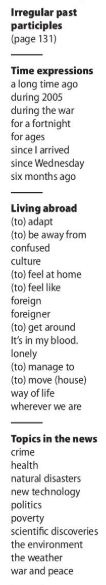 Irregular past
participles
(page 131)
Time expressions
a long time ago
during 2005
during the war
for a fortnight
for ages
since I arrived
since Wednesday
six months ago
Living abroad
(to) adapt
(to) be away from
confused
culture
(to) feel at home
(to) feel like
foreign
foreigner
(to) get around
It's in my blood.
lonely
(to) manage to
(to) move (house)
way of life
wherever we are
Topics in the news
crime
health
natural disasters
new technology
politics
poverty
scientific discoveries
the environment
the weather
war and peace